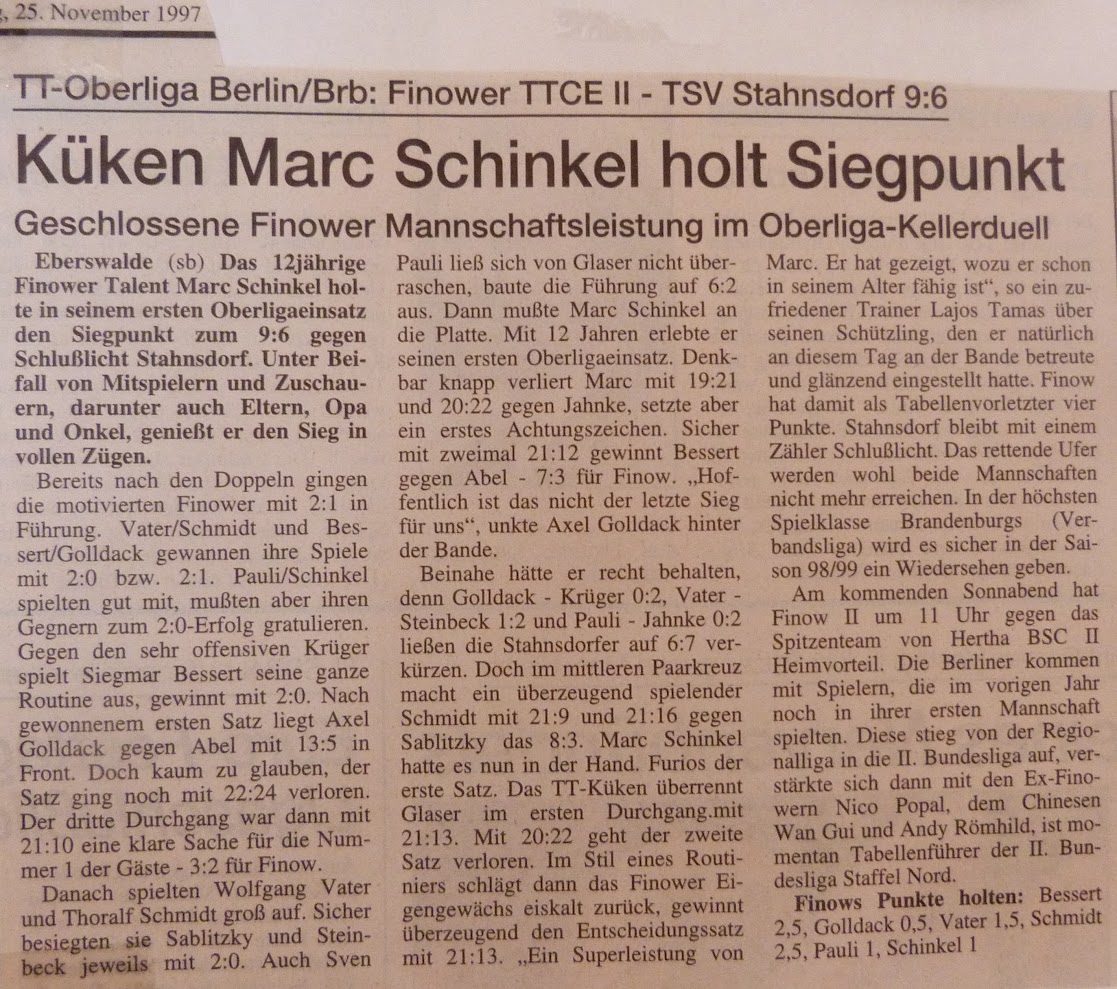 , 25. November 1997
TT-Oberliga Berlin/Brb: Finower TTCE II - TSV Stahnsdorf 9:6
Küken Marc Schinkel holt Siegpunkt
Geschlossene Finower Mannschaftsleistung im Oberliga-Kellerduell
Eberswalde (sb) Das 12jährige
Finower Talent Marc Schinkel hol-
te in seinem ersten Oberligaeinsatz
den Siegpunkt zum 9:6 gegen
Schlußlicht Stahnsdorf. Unter Bei-
fall von Mitspielern und Zuschau-
ern, darunter auch Eltern, Opa
und Onkel, genießt er den Sieg in
vollen Zügen.
Bereits nach den Doppeln gingen
die motivierten Finower mit 2:1 in
Führung. Vater/Schmidt und Bes-
sert/Golldack gewannen ihre Spiele
mit 2:0 bzw. 2:1. Pauli/Schinkel
spielten gut mit, mußten aber ihren
Gegnern zum 2:0-Erfolg gratulieren.
Gegen den sehr offensiven Krüger
spielt Siegmar Bessert seine ganze
Routine aus, gewinnt mit 2:0. Nach
gewonnenem ersten Satz liegt Axel
Golldack gegen Abel mit 13:5 in
Front. Doch kaum zu glauben, der
Satz ging noch mit 22:24 verloren.
Der dritte Durchgang war dann mit
21:10 eine klare Sache für die Num-
mer 1 der Gäste - 3:2 für Finow.
Danach spielten Wolfgang Vater
und Thoralf Schmidt groß auf. Sicher
besiegten sie Sablitzky und Stein-
beck jeweils mit 2:0. Auch Sven
Pauli ließ sich von Glaser nicht über-
raschen, baute die Führung auf 6:2
aus. Dann mußte Marc Schinkel an
die Platte. Mit 12 Jahren erlebte er
seinen ersten Oberligaeinsatz. Denk-
bar knapp verliert Marc mit 19:21
und 20:22 gegen Jahnke, setzte aber
ein erstes Achtungszeichen. Sicher
mit zweimal 21:12 gewinnt Bessert
gegen Abel - 7:3 für Finow. „Hof-
fentlich ist das nicht der letzte Sieg
für uns“, unkte Axel Golldack hinter
der Bande.
Beinahe hätte er recht behalten,
denn Golldack - Krüger 0:2, Vater -
Steinbeck 1:2 und Pauli - Jahnke 0:2
ließen die Stahnsdorfer auf 6:7 ver-
kürzen. Doch im mittleren Paarkreuz
macht ein überzeugend spielender
Schmidt mit 21:9 und 21:16 gegen
Sablitzky das 8:3. Marc Schinkel
hatte es nun in der Hand. Furios der
erste Satz. Das TT-Küken überrennt
Glaser im ersten Durchgang.mit
21:13. Mit 20:22 geht der zweite
Satz verloren. Im Stil eines Routi-
niers schlägt dann das Finower Ei-
gengewächs eiskalt zurück, gewinnt
überzeugend den Entscheidungssatz
mit 21:13. „Ein Superleistung von
Marc. Er hat gezeigt, wozu er schon
in seinem Alter fähig ist“, so ein zu-
friedener Trainer Lajos Tamas über
seinen Schützling, den er natürlich
an diesem Tag an der Bande betreute
und glänzend eingestellt hatte. Finow
hat damit als Tabellenvorletzter vier
Punkte. Stahnsdorf bleibt mit einem
Zähler Schlußlicht. Das rettende Ufer
werden wohl beide Mannschaften
nicht mehr erreichen. In der höchsten
Spielklasse Brandenburgs (Ver-
bandsliga) wird es sicher in der Sai-
son 98/99 ein Wiedersehen geben.
Am kommenden Sonnabend hat
Finow II um 11 Uhr gegen das
Spitzenteam von Hertha BSC II
Heimvorteil. Die Berliner kommen
mit Spielern, die im vorigen Jahr
noch in ihrer ersten Mannschaft
spielten. Diese stieg von der Regio-
nalliga in die II. Bundesliga auf, ver-
stärkte sich dann mit den Ex-Fino-
wern Nico Popal, dem Chinesen
Wan Gui und Andy Römhild, ist mo-
mentan Tabellenführer der II. Bun-
desliga Staffel Nord.
Finows Punkte holten: Bessert
2,5, Golldack 0,5, Vater 1,5, Schmidt
2,5, Pauli 1, Schinkel 1